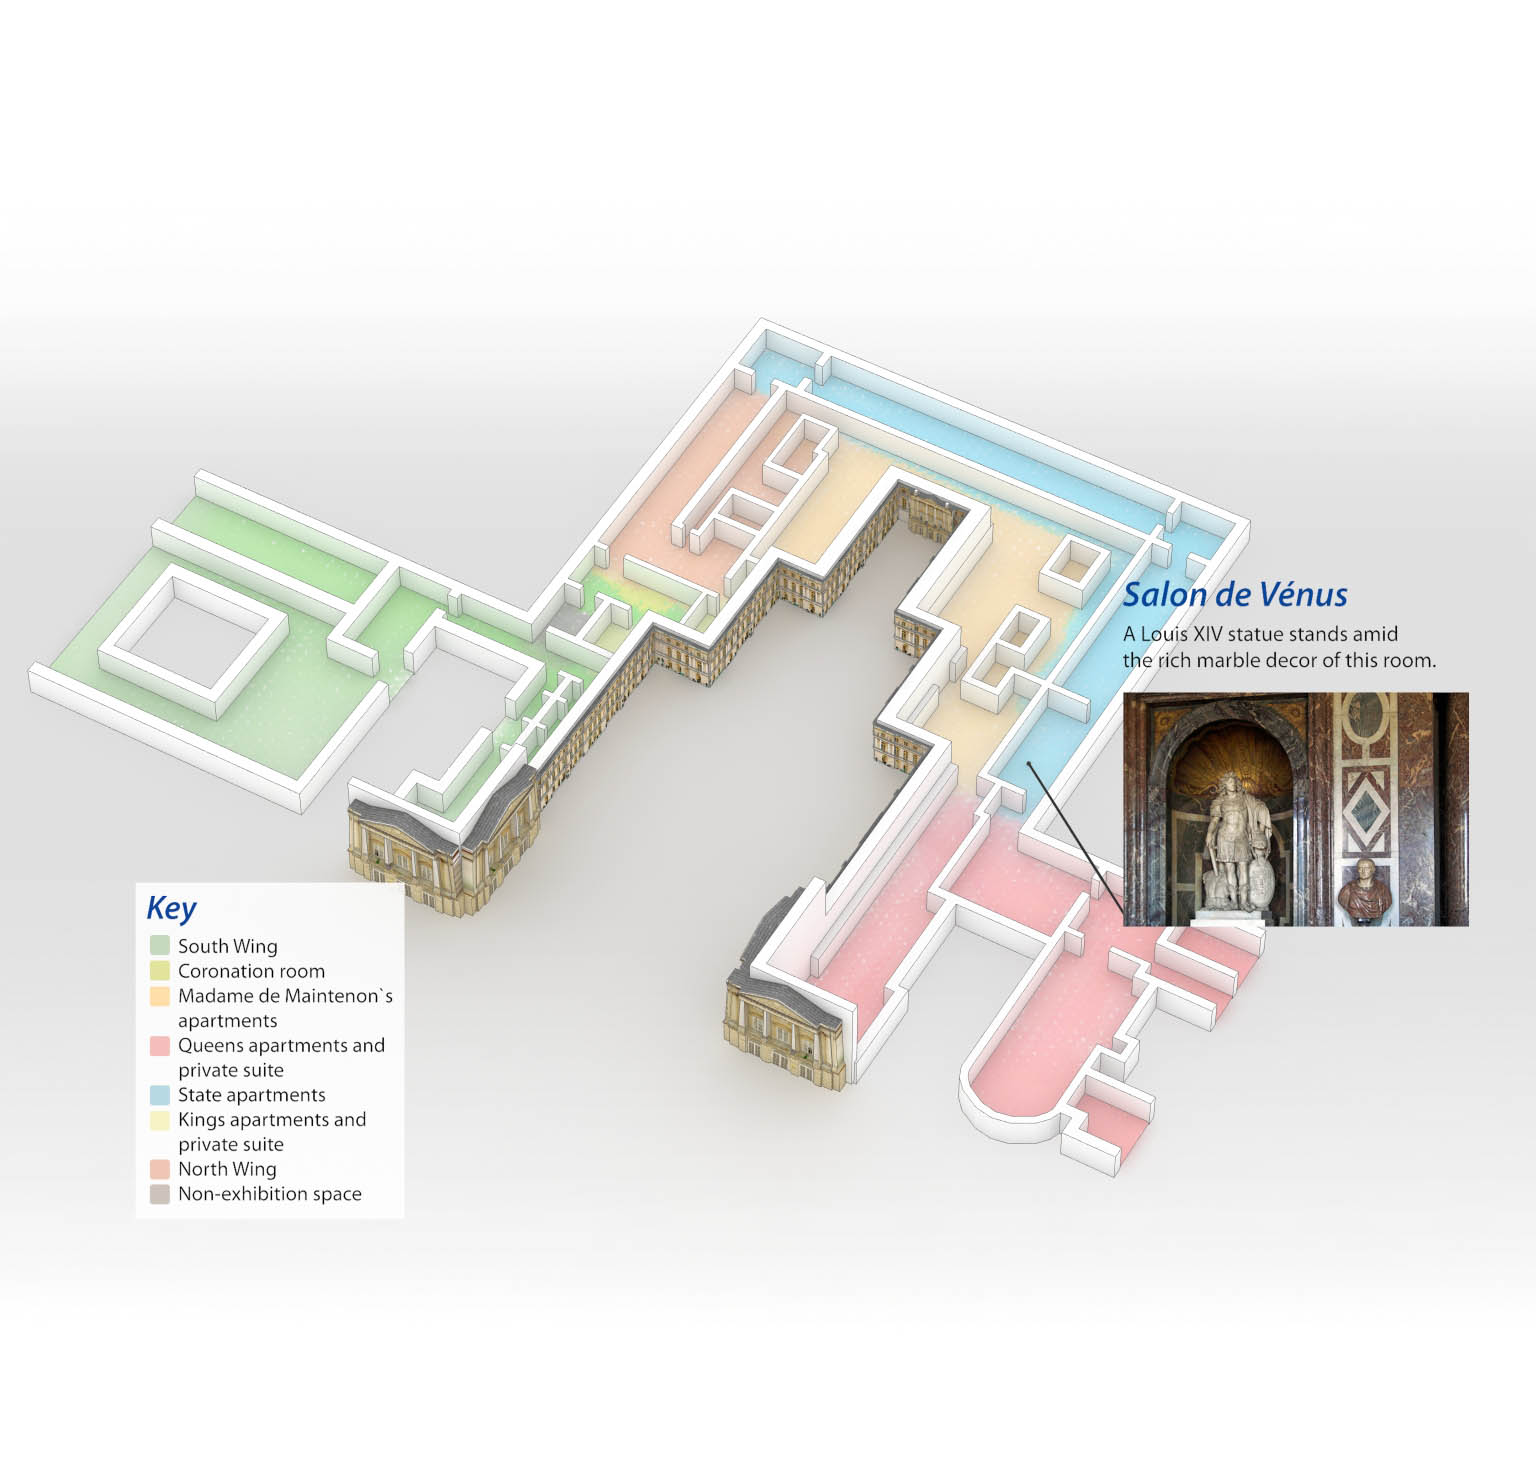 Salon de Vénus
A Louis XIV statue stands amid
the rich marble decor of this room.
Key
South Wing
Coronation room
Madame de Maintenon`s
apartments
Queens apartments and
private suite
State apartments
Kings apartments and
private suite
North Wing
Non-exhibition space